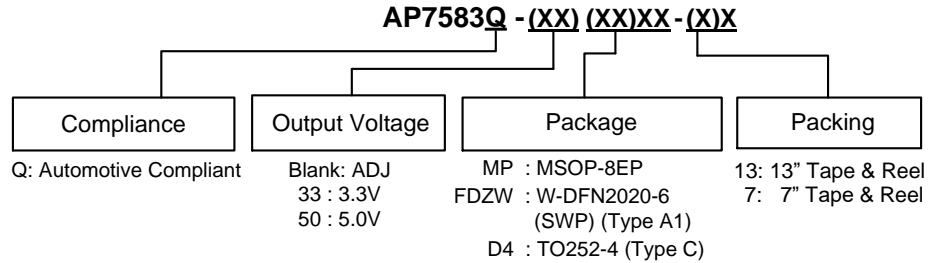 AP7583Q - (XX) (XX)XX - (X)X
Compliance
Output Voltage
Package
Packing
Q: Automotive Compliant
Blank: ADJ
33 : 3.3V
50 : 5.0V
MP : MSOP-8EP
FDZW : W-DFN2020-6
(SWP) (Type A1)
D4 : TO252-4 (Type C)
13: 13” Tape & Reel
7: 7” Tape & Reel